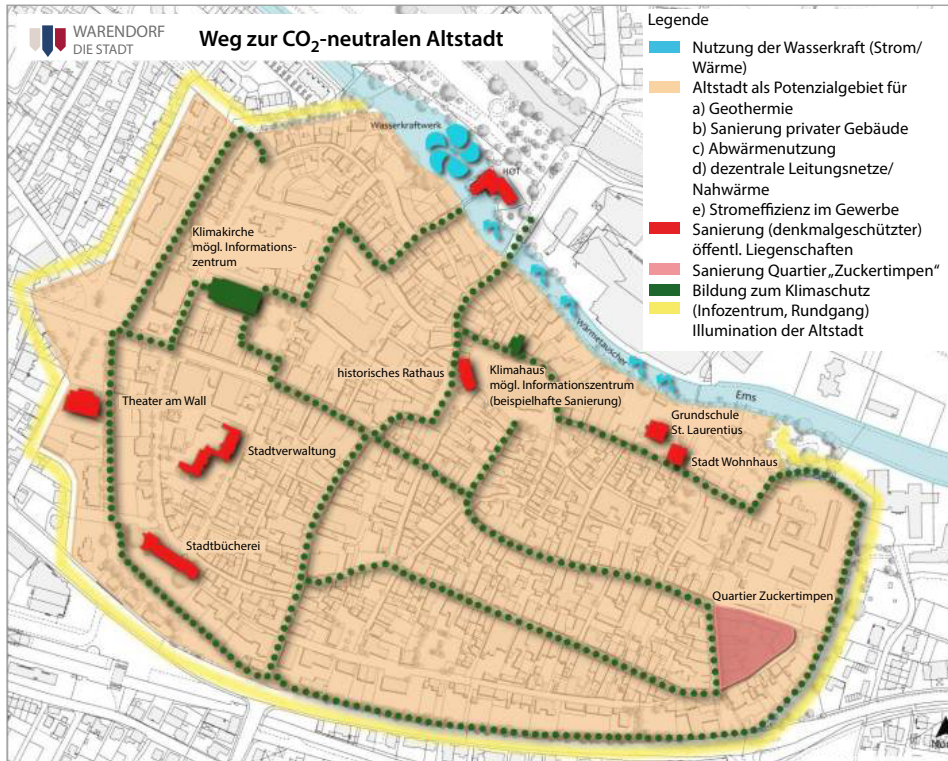 WARENDORF
DIE STADT
Weg zur CO₂-neutralen Altstadt
Legende
Nutzung der Wasserkraft (Strom/
Wärme)
Altstadt als Potenzialgebiet für
a) Geothermie
b) Sanierung privater Gebäude
c) Abwärmenutzung
d) dezentrale Leitungsnetze/
Nahwärme
e) Stromeffizienz im Gewerbe
Sanierung (denkmalgeschützter)
öffentl. Liegenschaften
Sanierung Quartier „Zuckertimpen“
Bildung zum Klimaschutz
(Infozentrum, Rundgang)
Illumination der Altstadt
Wasserkraftwerk
HOT
Klimakirche
mögl. Informations-
zentrum
Wärmetauscher
historisches Rathaus
Klimahaus
mögl. Informationszentrum
(beispielhafte Sanierung)
Ems
Theater am Wall
Grundschule
St. Laurentius
Stadtverwaltung
Stadt Wohnhaus
Stadtbücherei
Quartier Zuckertimpen